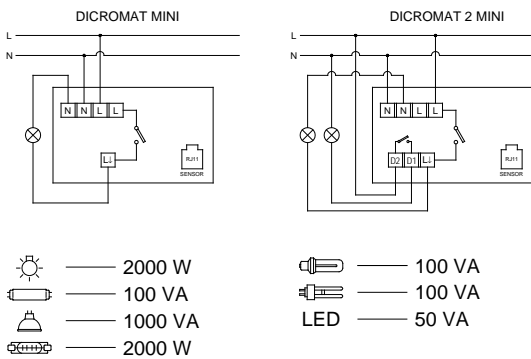 DICROMAT MINI
L
N
N N L L
L↓
RJ11
SENSOR
DICROMAT 2 MINI
L
N
N N L L
D2 D1 L↓
RJ11
SENSOR
2000 W
100 VA
1000 VA
2000 W
100 VA
100 VA
LED 50 VA